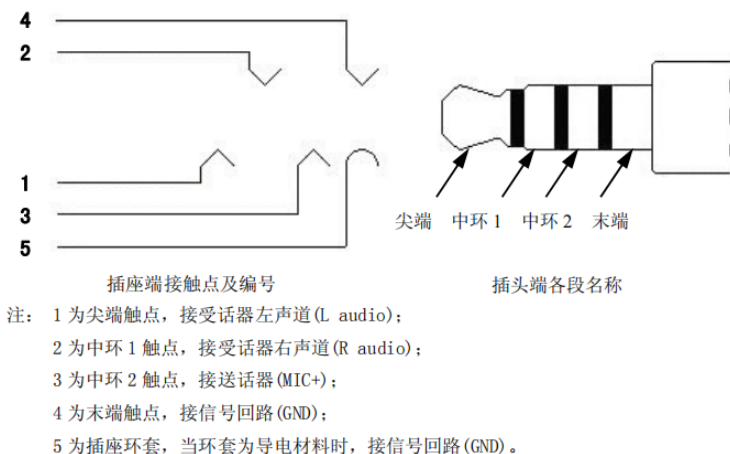 4
2
1
3
5
尖端 中环 1 中环 2 末端
插座端接触点及编号
插头端各段名称
注： 1 为尖端触点，接受话器左声道(L audio)；
2 为中环 1 触点，接受话器右声道(R audio)；
3 为中环 2 触点，接送话器(MIC+)；
4 为末端触点，接信号回路(GND)；
5 为插座环套，当环套为导电材料时，接信号回路(GND)。